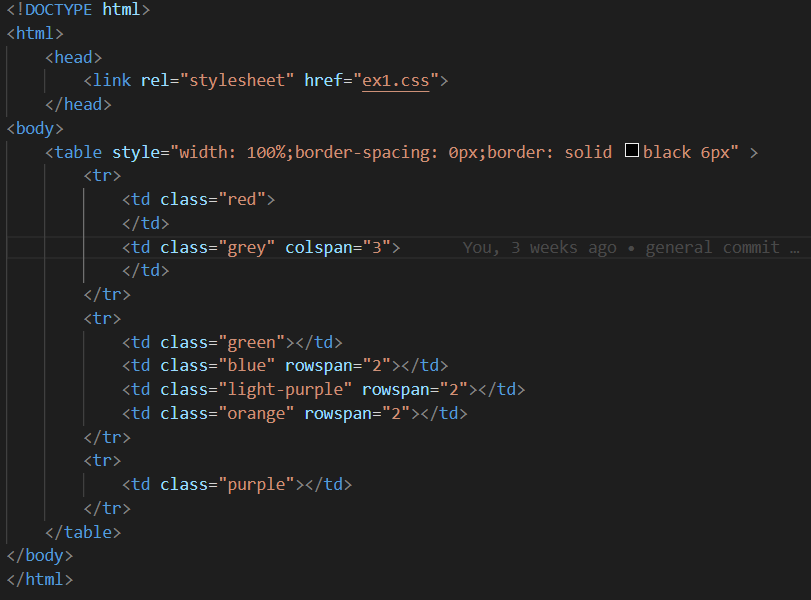 <!DOCTYPE html>
<html>
    <head>
        <link rel="stylesheet" href="ex1.css">
    </head>
<body>
    <table style="width: 100%;border-spacing: 0px;border: solid black 6px" >
        <tr>
            <td class="red">
            </td>
            <td class="grey" colspan="3">      You, 3 weeks ago • general commit …
            </td>
        </tr>
        <tr>
            <td class="green"></td>
            <td class="blue" rowspan="2"></td>
            <td class="light-purple" rowspan="2"></td>
            <td class="orange" rowspan="2"></td>
        </tr>
        <tr>
            <td class="purple"></td>
        </tr>
    </table>
</body>
</html>